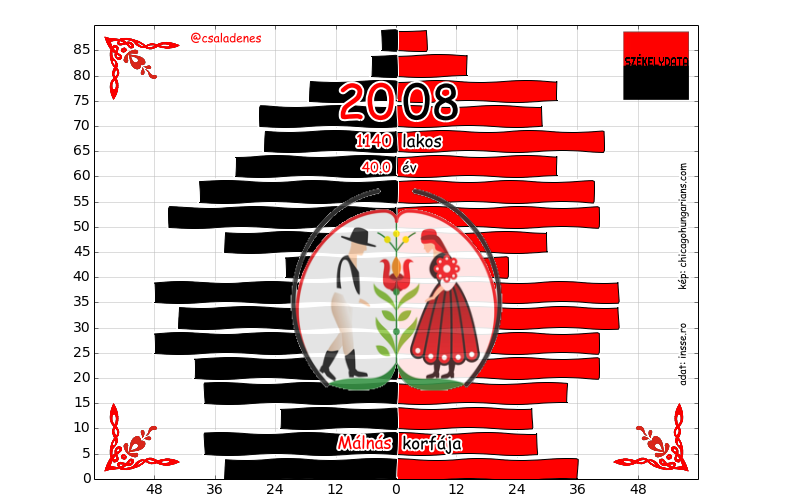 @csaladenes
SZÉKELYDATA
2008
1140 lakos
40.0 év
kép: chicagohungarians.com
adat: insse.ro
Málnás korfája
85
80
75
70
65
60
55
50
45
40
35
30
25
20
15
10
5
0
48 36 24 12 0 12 24 36 48